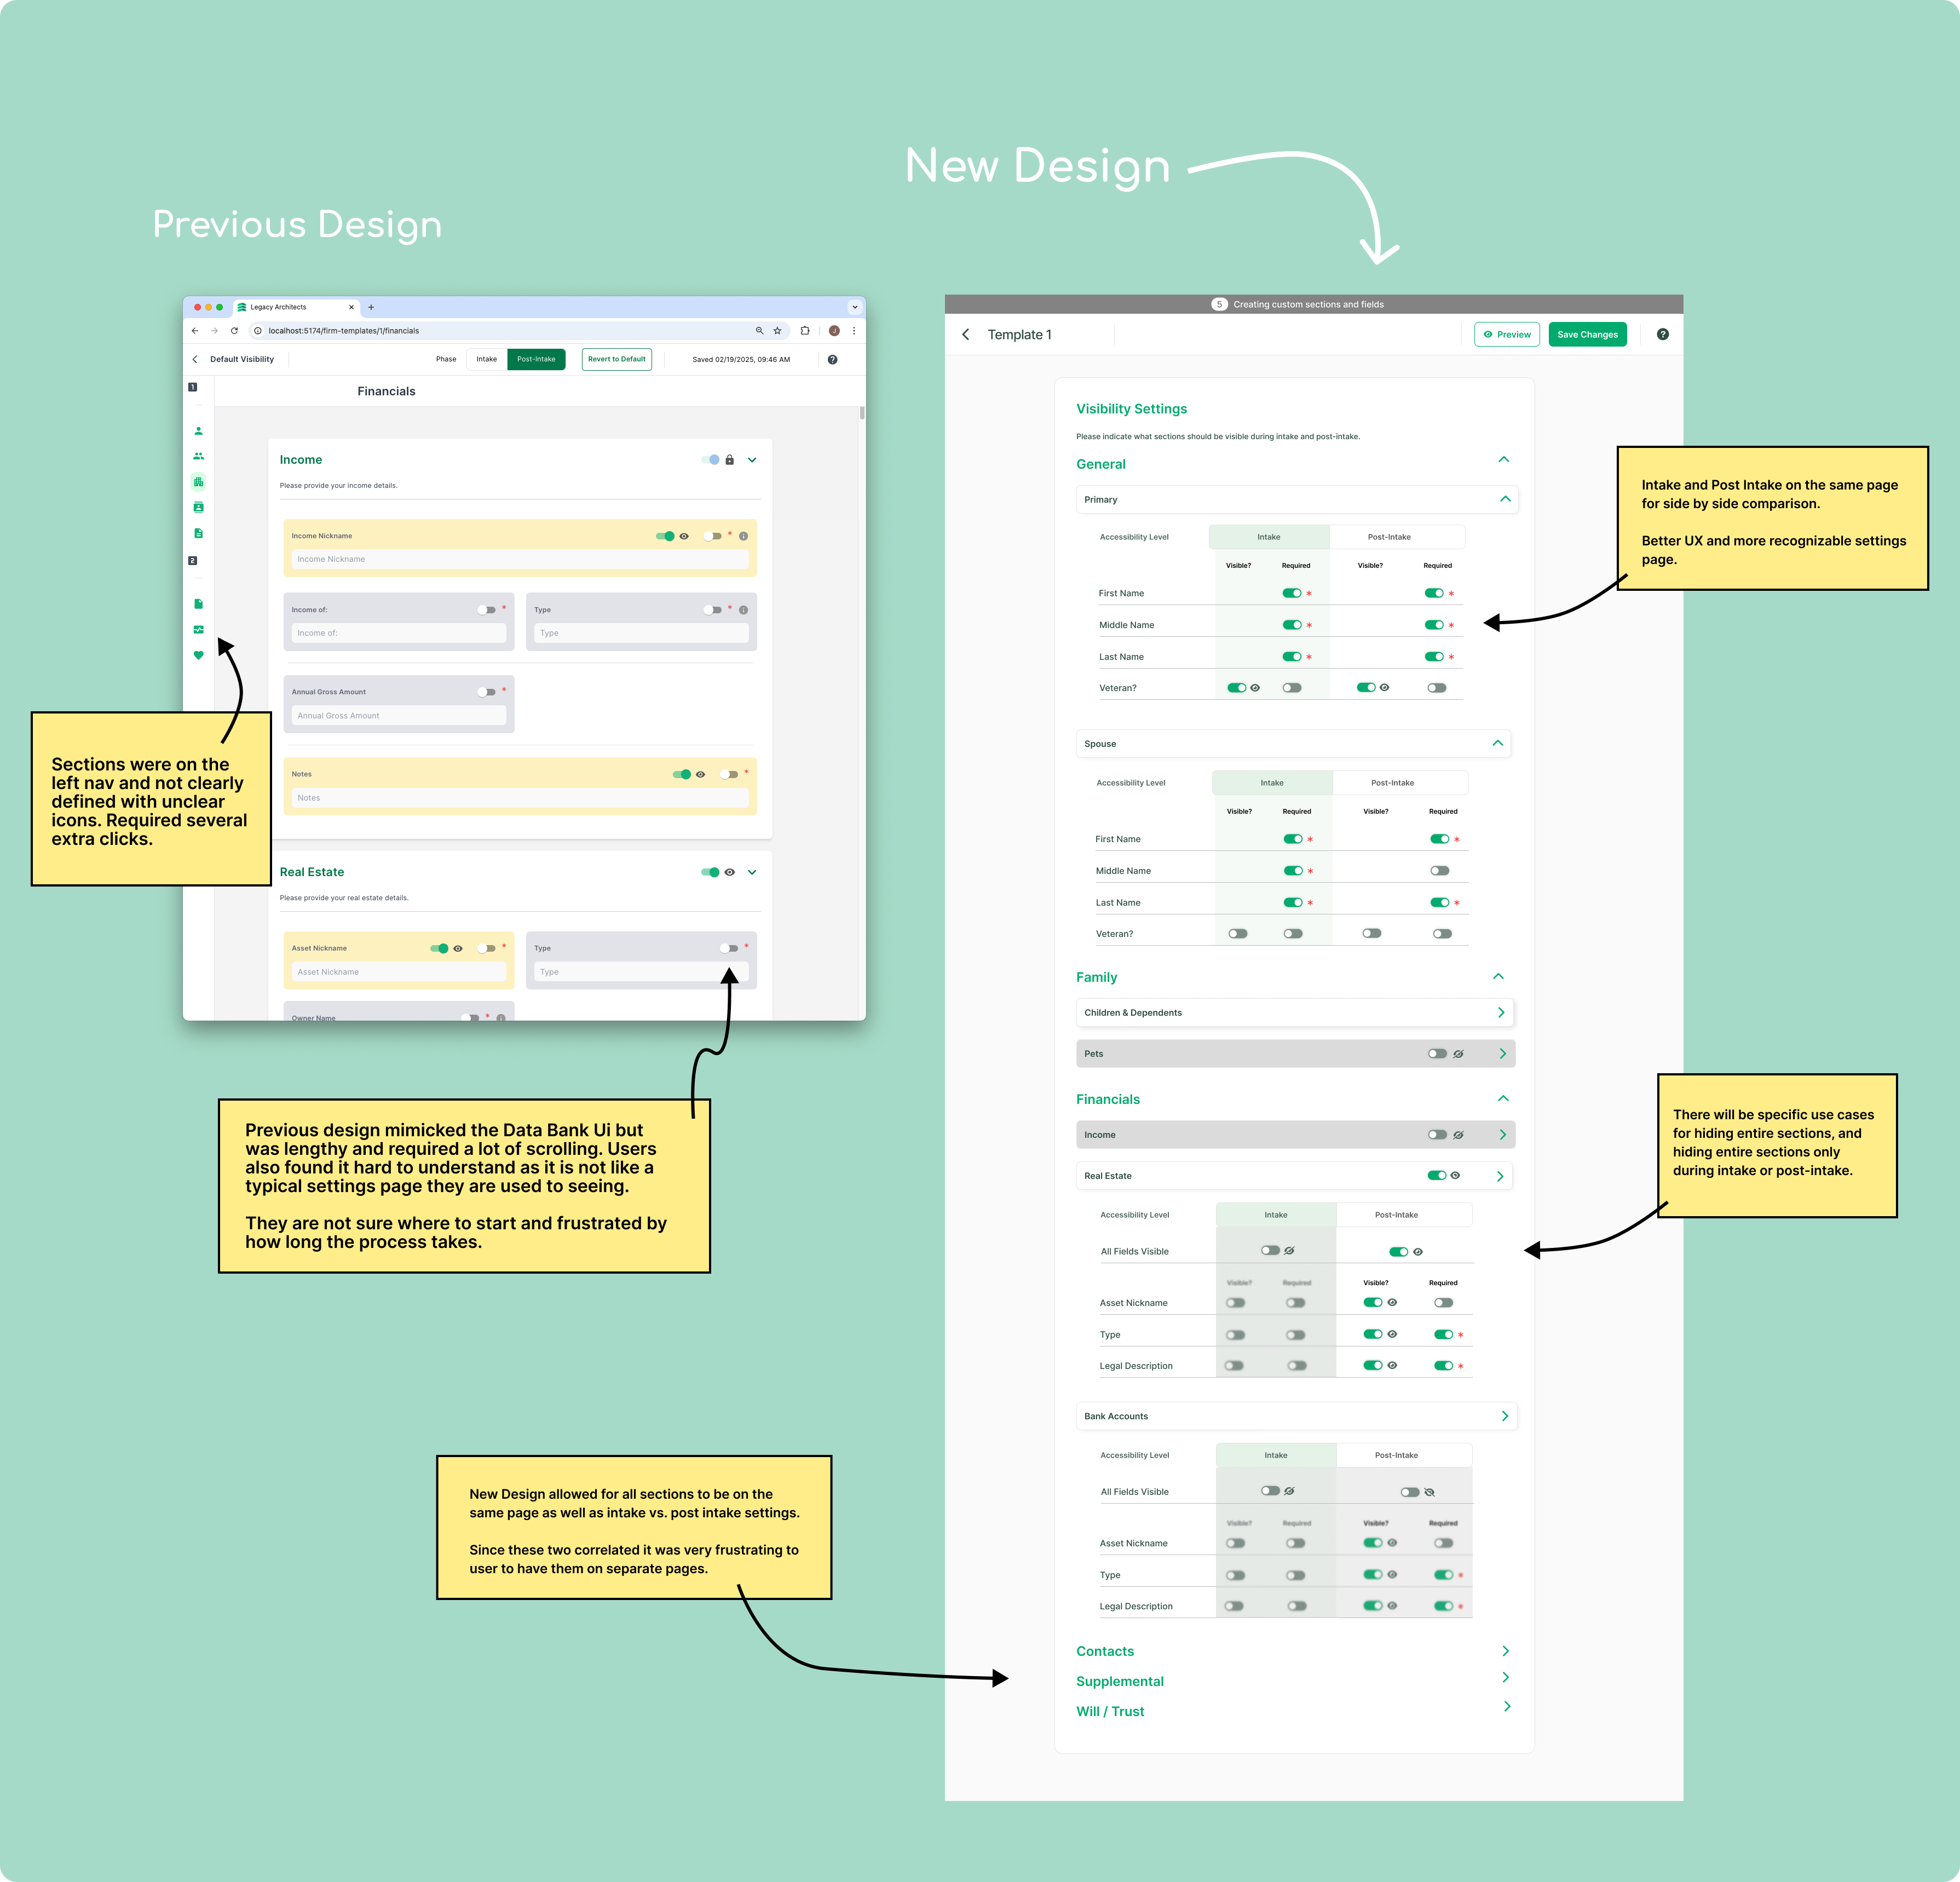 New Design
Previous Design
Legacy Architects
localhost:5174/firm-templates/1/financials
J
Default Visibility
Phase
Intake
Post-Intake
Revert to Default
Saved 02/19/2025, 09:46 AM
?
1
2
Financials
Income
Please provide your income details.
Income Nickname
*
Income Nickname
Income of:
*
Type
*
Income of:
Type
Annual Gross Amount
*
Annual Gross Amount
Notes
*
Notes
Real Estate
Please provide your real estate details.
Asset Nickname
*
Type
*
Asset Nickname
Type
Owner Name
*
Sections were on the
left nav and not clearly
defined with unclear
icons. Required several
extra clicks.
Previous design mimicked the Data Bank Ui but
was lengthy and required a lot of scrolling. Users
also found it hard to understand as it is not like a
typical settings page they are used to seeing.
They are not sure where to start and frustrated by
how long the process takes.
New Design allowed for all sections to be on the
same page as well as intake vs. post intake settings.
Since these two correlated it was very frustrating to
user to have them on separate pages.
5 Creating custom sections and fields
Template 1
Preview
Save Changes
?
Visibility Settings
Please indicate what sections should be visible during intake and post-intake.
General
Primary
Accessibility Level Intake Post-Intake
Visible? Required Visible? Required
First Name * *
Middle Name * *
Last Name * *
Veteran?
Spouse
Accessibility Level Intake Post-Intake
Visible? Required Visible? Required
First Name * *
Middle Name *
Last Name * *
Veteran?
Family
Children & Dependents
Pets
Financials
Income
Real Estate
Accessibility Level Intake Post-Intake
All Fields Visible
Visible? Required Visible? Required
Asset Nickname
Type *
Legal Description *
Bank Accounts
Accessibility Level Intake Post-Intake
All Fields Visible
Visible? Required Visible? Required
Asset Nickname
Type *
Legal Description *
Contacts
Supplemental
Will / Trust
Intake and Post Intake on the same page
for side by side comparison.
Better UX and more recognizable settings
page.
There will be specific use cases
for hiding entire sections, and
hiding entire sections only
during intake or post-intake.